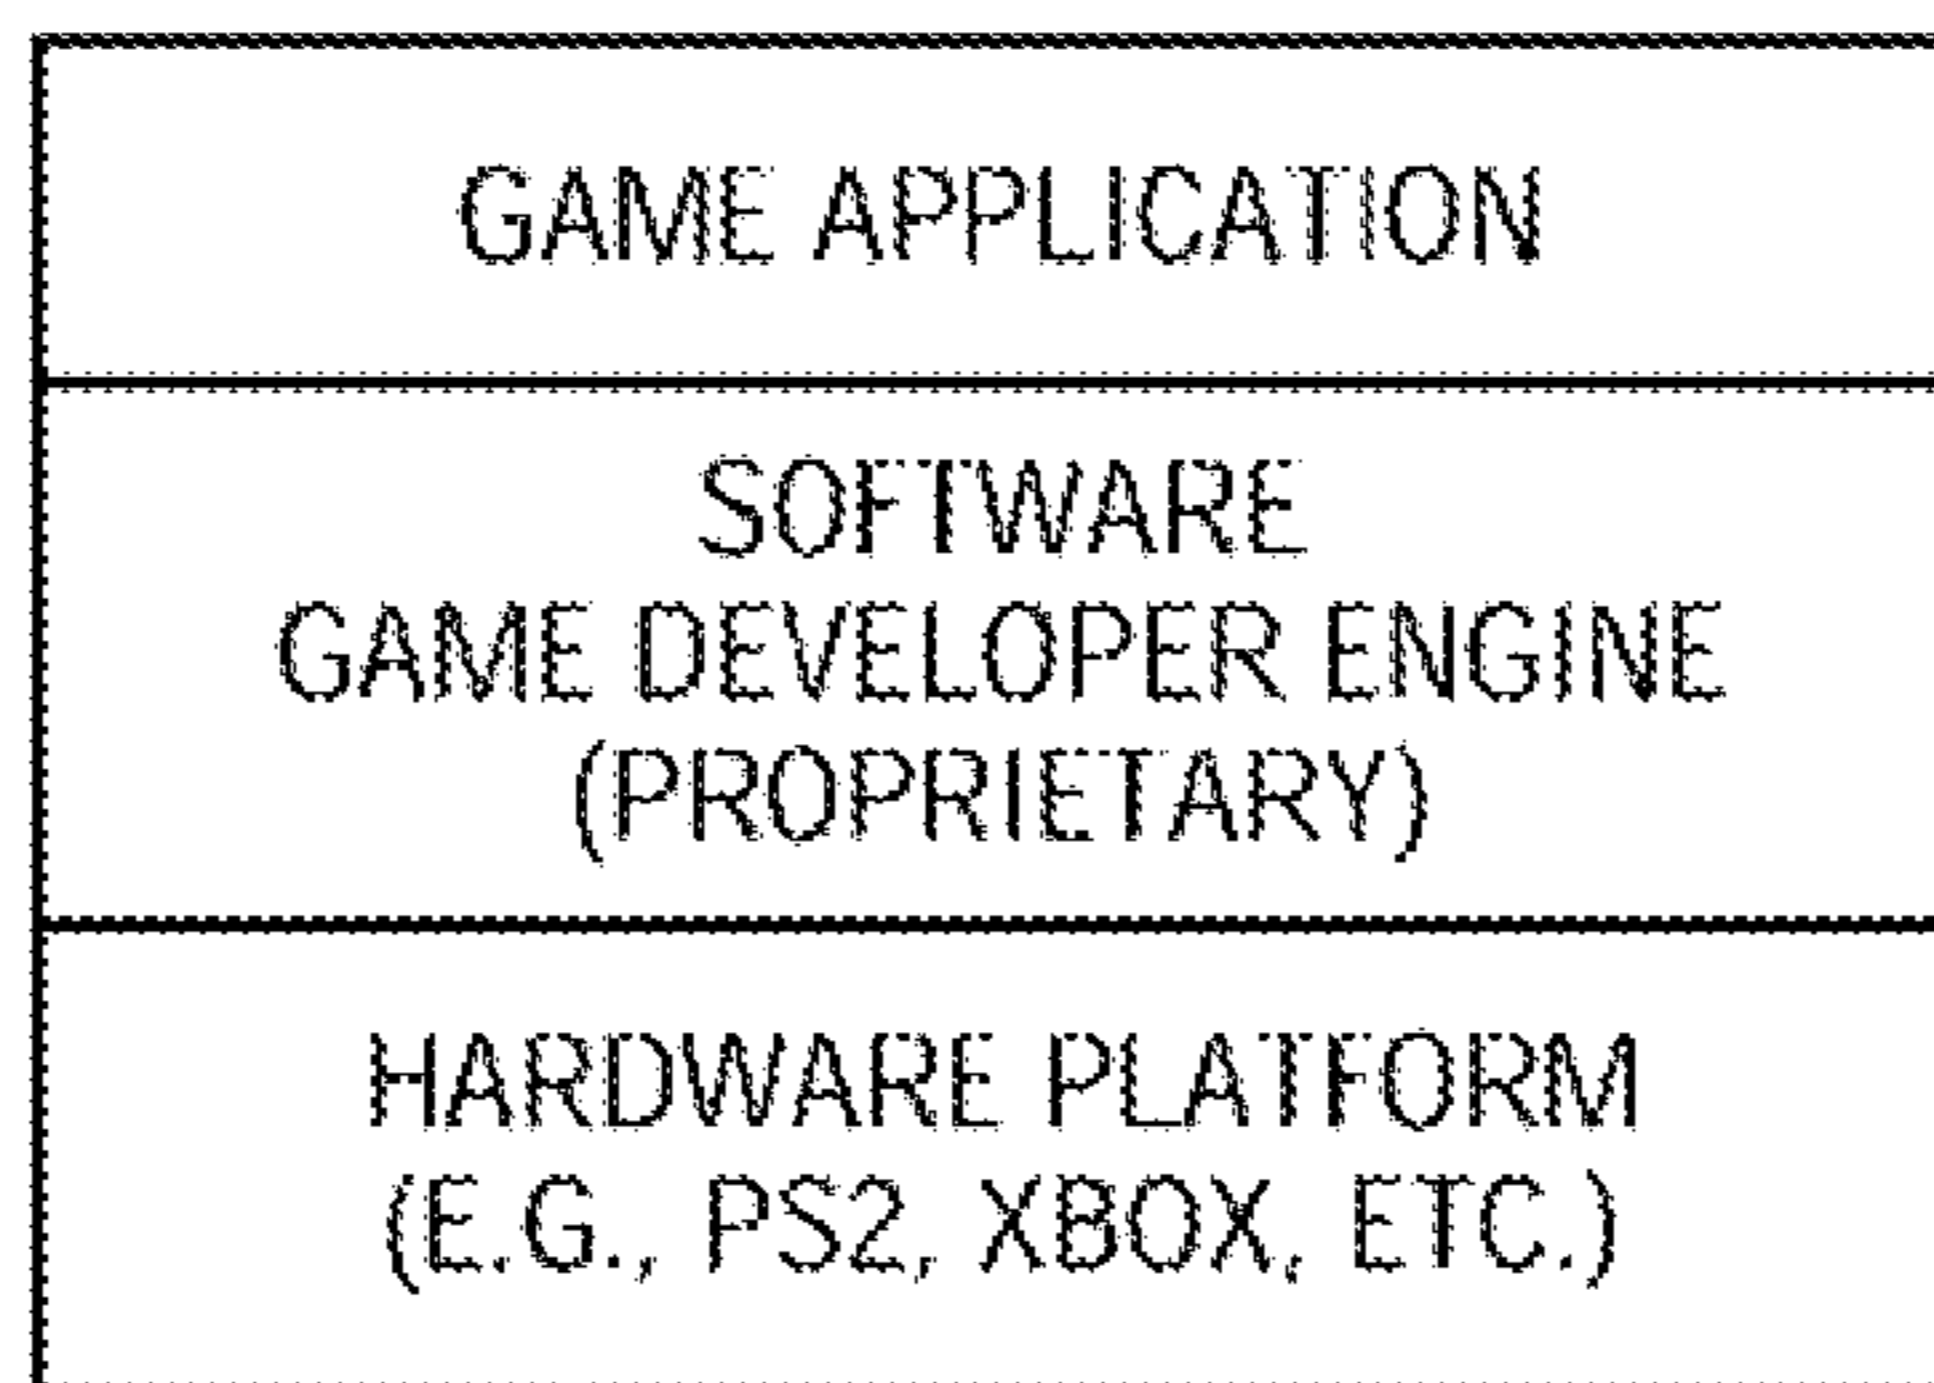 GAME APPLICATION
SOFTWARE
GAME DEVELOPER ENGINE
(PROPRIETARY)
HARDWARE PLATFORM
(E.G., PS2, XBOX, ETC.)